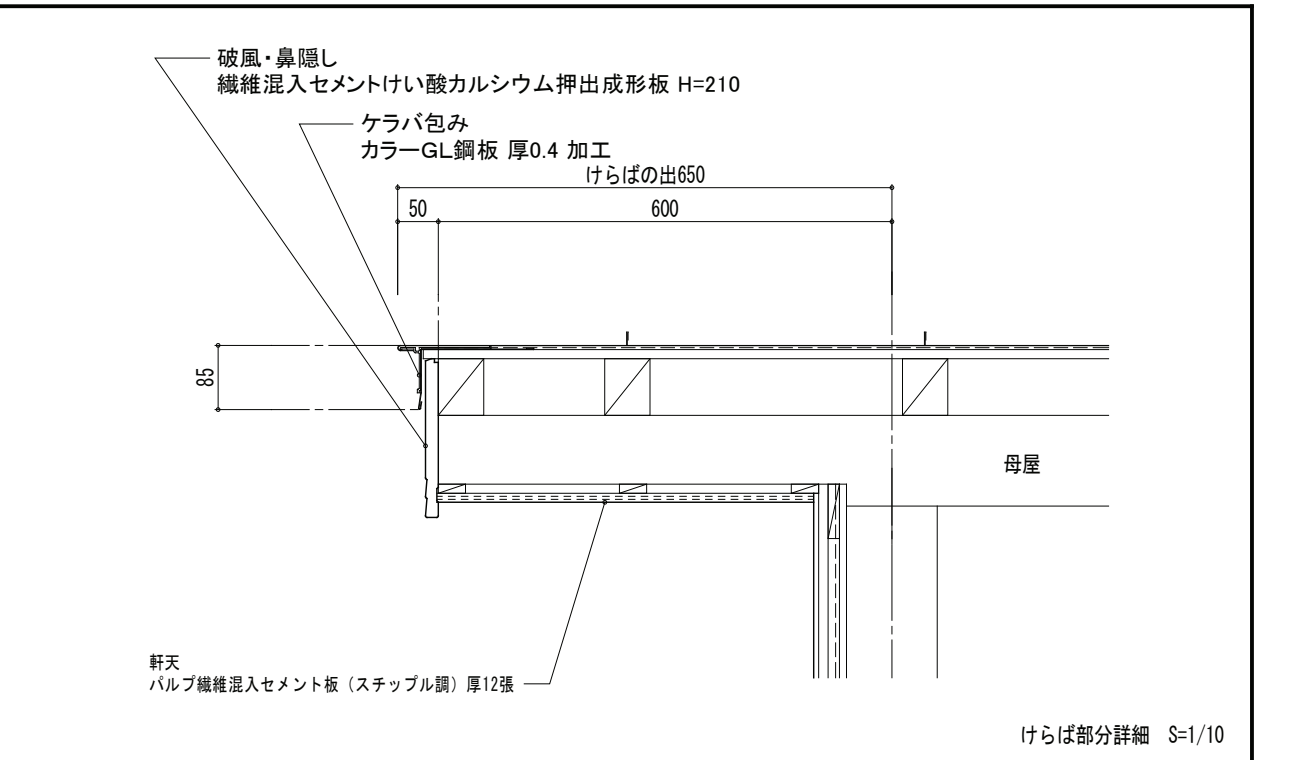 破風・鼻隠し
繊維混入セメントけい酸カルシウム押出成形板 H=210
ケラバ包み
カラーGL鋼板 厚0.4 加工
けらばの出650
50
600
85
母屋
軒天
パルプ繊維混入セメント板（スチップル調）厚12張
けらば部分詳細 S=1/10